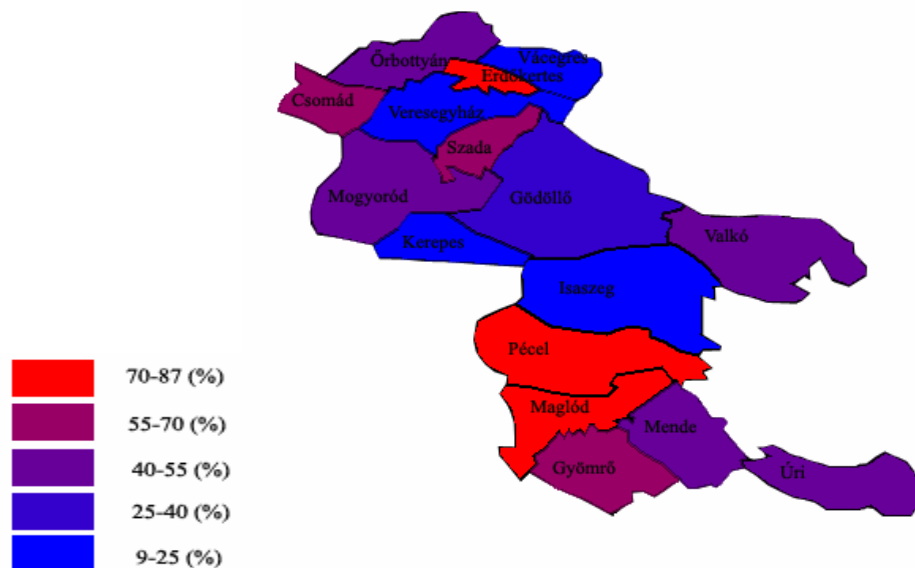 Őrbottyán
Vácegres
Erdőkertes
Csomád
Veresegyház
Szada
Mogyoród
Gödöllő
Kerepes
Valkó
Isaszeg
Pécel
Maglód
Mende
Gyömrő
Úri
70-87 (%)
55-70 (%)
40-55 (%)
25-40 (%)
9-25 (%)